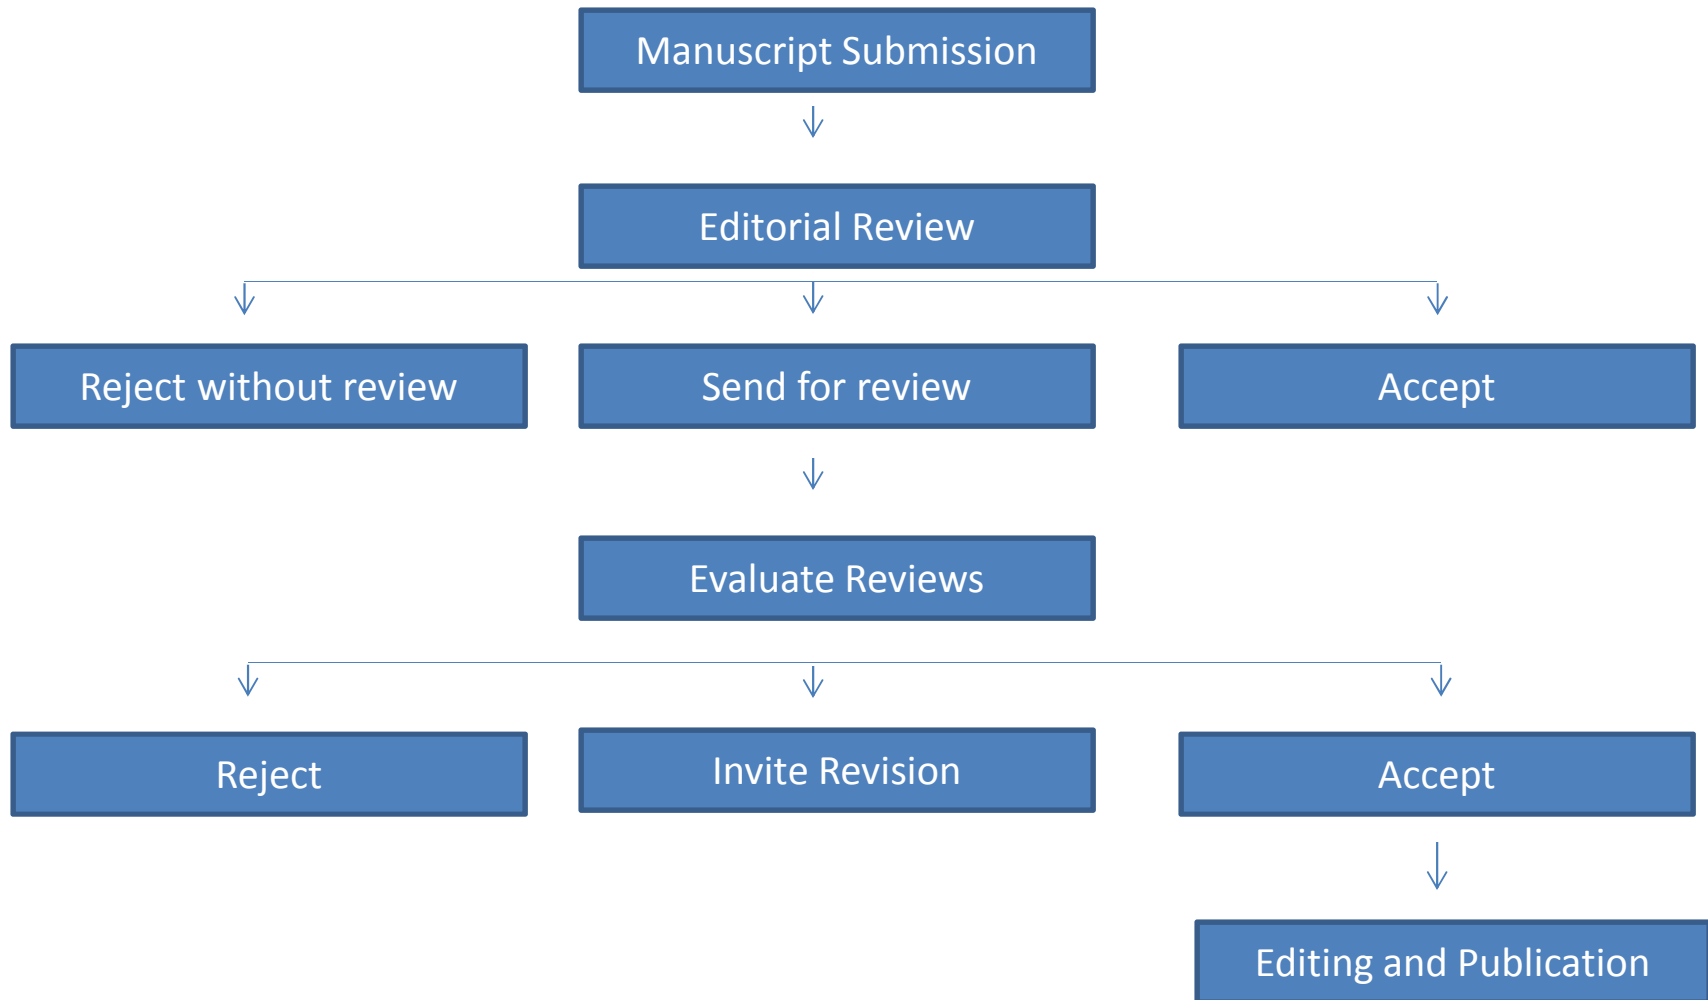 Manuscript Submission
Editorial Review
Reject without review
Send for review
Accept
Evaluate Reviews
Reject
Invite Revision
Accept
Editing and Publication